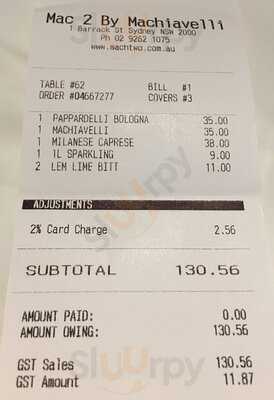 Mac 2 By Machiavelli
1 Barrack St Sydney NSW 2000
Ph 02 9262 1075
www.machtwo.com.au
TABLE #62 BILL #1
ORDER #04667277 COVERS #3
1 PAPPARDELLI BOLOGNA 35.00
1 MACHIAVELLI 35.00
1 MILANESE CAPRESE 38.00
1 1L SPARKLING 9.00
2 LEM LIME BITT 11.00
ADJUSTMENTS
2% Card Charge 2.56
SUBTOTAL 130.56
AMOUNT PAID: 0.00
AMOUNT OWING: 130.56
GST Sales 130.56
GST Amount 11.87
Sluurpy
Sluurpy